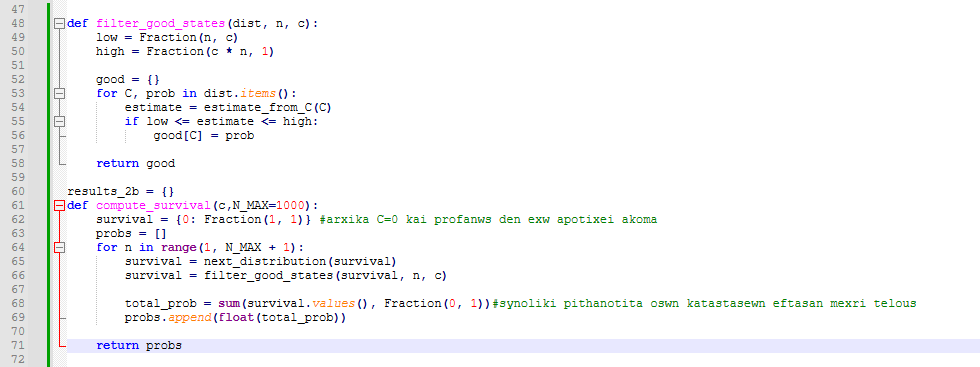 47
48 def filter_good_states(dist, n, c):
49     low = Fraction(n, c)
50     high = Fraction(c * n, 1)
51
52     good = {}
53     for C, prob in dist.items():
54         estimate = estimate_from_C(C)
55         if low <= estimate <= high:
56             good[C] = prob
57
58     return good
59
60 results_2b = {}
61 def compute_survival(c,N_MAX=1000):
62     survival = {0: Fraction(1, 1)} #arxika C=0 kai profanws den exw apotixei akoma
63     probs = []
64     for n in range(1, N_MAX + 1):
65         survival = next_distribution(survival)
66         survival = filter_good_states(survival, n, c)
67
68         total_prob = sum(survival.values(), Fraction(0, 1))#synoliki pithanotita oswn katastasewn eftasan mexri telous
69         probs.append(float(total_prob))
70
71     return probs
72